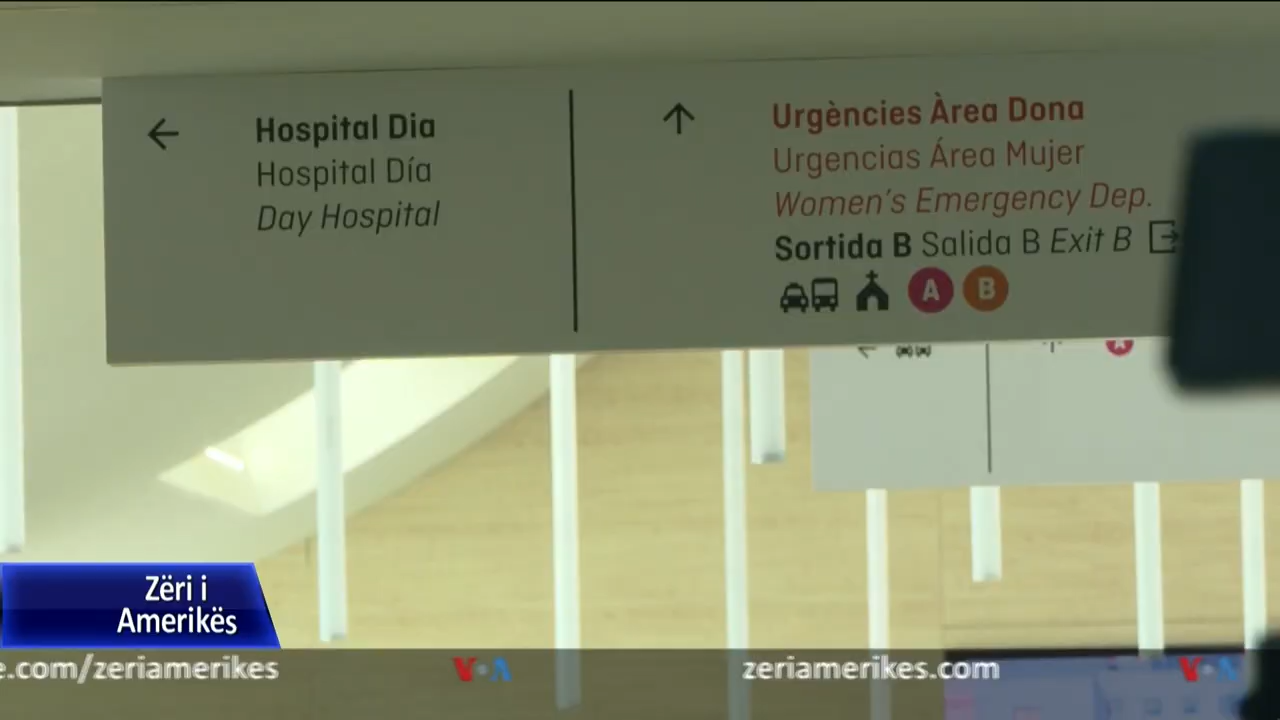 Hospital Dia
Hospital Día
Day Hospital
Urgències Àrea Dona
Urgencias Área Mujer
Women's Emergency Dep.
Sortida B Salida B Exit B
A B
A
Zëri i
Amerikës
e.com/zeriamerikes VOA zeriamerikes.com VOA